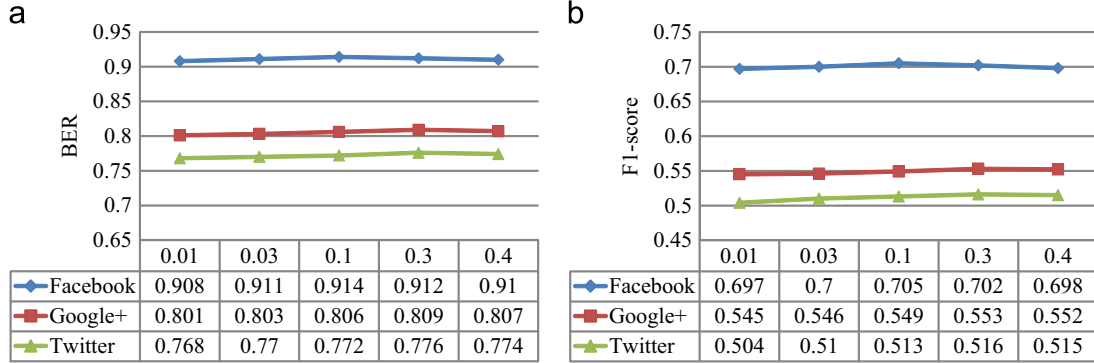 a
0.95
0.9
0.85
0.8
0.75
0.7
0.65
BER
0.01 0.03 0.1 0.3 0.4
Facebook 0.908 0.911 0.914 0.912 0.91
Google+ 0.801 0.803 0.806 0.809 0.807
Twitter 0.768 0.77 0.772 0.776 0.774
b
0.75
0.7
0.65
0.6
0.55
0.5
0.45
F1-score
0.01 0.03 0.1 0.3 0.4
Facebook 0.697 0.7 0.705 0.702 0.698
Google+ 0.545 0.546 0.549 0.553 0.552
Twitter 0.504 0.51 0.513 0.516 0.515